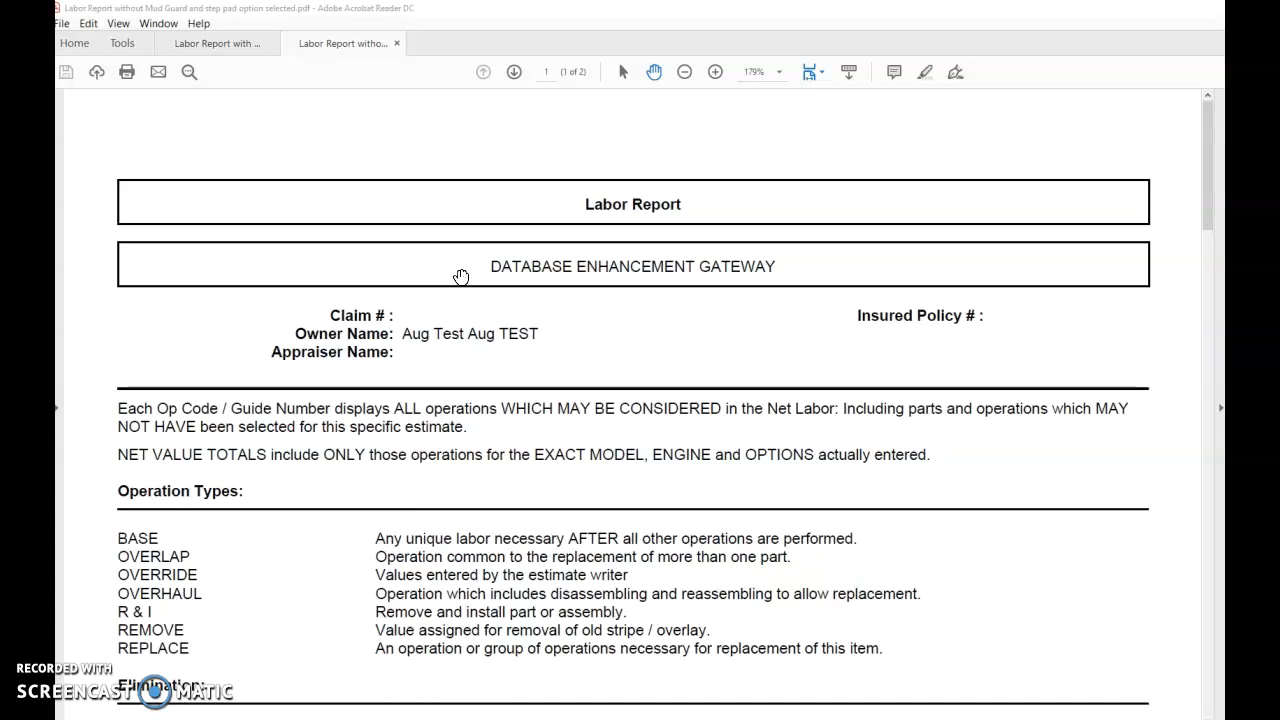 Labor Report without Mud Guard and step pad option selected.pdf - Adobe Acrobat Reader DC
File Edit View Window Help
Home Tools Labor Report with ... Labor Report witho... ×
1 (1 of 2) 179%
Labor Report
DATABASE ENHANCEMENT GATEWAY
Claim # : Insured Policy # :
Owner Name: Aug Test Aug TEST
Appraiser Name:
Each Op Code / Guide Number displays ALL operations WHICH MAY BE CONSIDERED in the Net Labor: Including parts and operations which MAY
NOT HAVE been selected for this specific estimate.
NET VALUE TOTALS include ONLY those operations for the EXACT MODEL, ENGINE and OPTIONS actually entered.
Operation Types:
BASE Any unique labor necessary AFTER all other operations are performed.
OVERLAP Operation common to the replacement of more than one part.
OVERRIDE Values entered by the estimate writer
OVERHAUL Operation which includes disassembling and reassembling to allow replacement.
R & I Remove and install part or assembly.
REMOVE Value assigned for removal of old stripe / overlay.
REPLACE An operation or group of operations necessary for replacement of this item.
Elimination:
RECORDED WITH
SCREENCAST MATIC